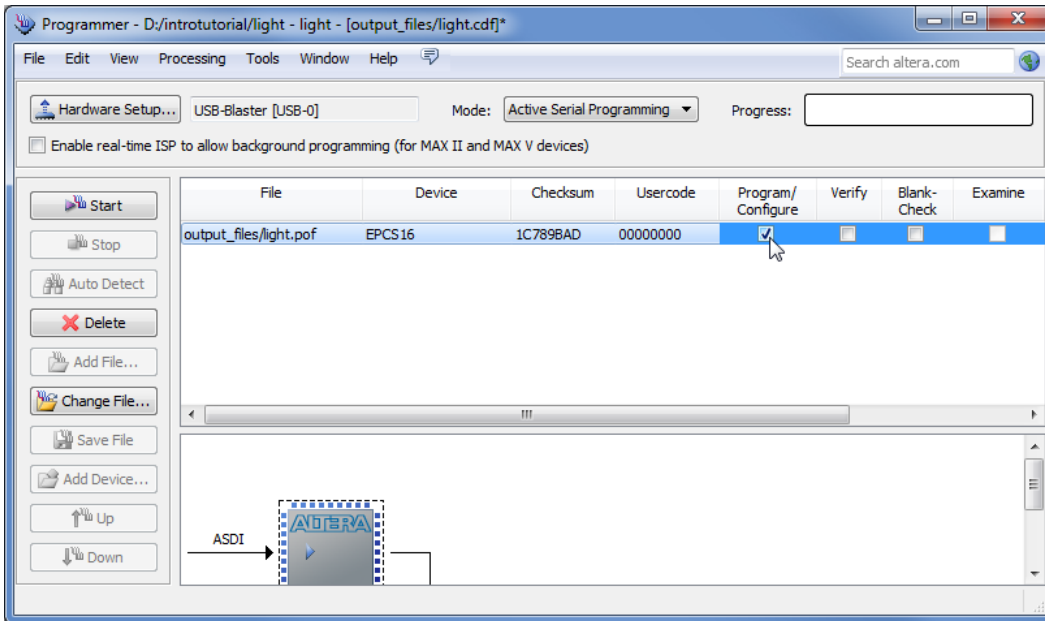 Programmer - D:/introtutorial/light - light - [output_files/light.cdf]*
File Edit View Processing Tools Window Help
Search altera.com
Hardware Setup... USB-Blaster [USB-0] Mode: Active Serial Programming Progress:
Enable real-time ISP to allow background programming (for MAX II and MAX V devices)
Start
Stop
Auto Detect
Delete
Add File...
Change File...
Save File
Add Device...
Up
Down
File Device Checksum Usercode Program/Configure Verify Blank-Check Examine
output_files/light.pof EPCS16 1C789BAD 00000000
ASDI
ALTERA